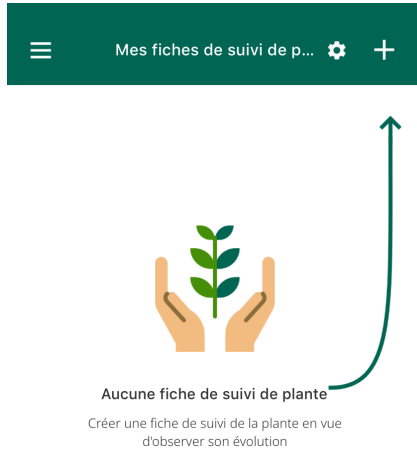 Mes fiches de suivi de p...
Aucune fiche de suivi de plante
Créer une fiche de suivi de la plante en vue
d'observer son évolution